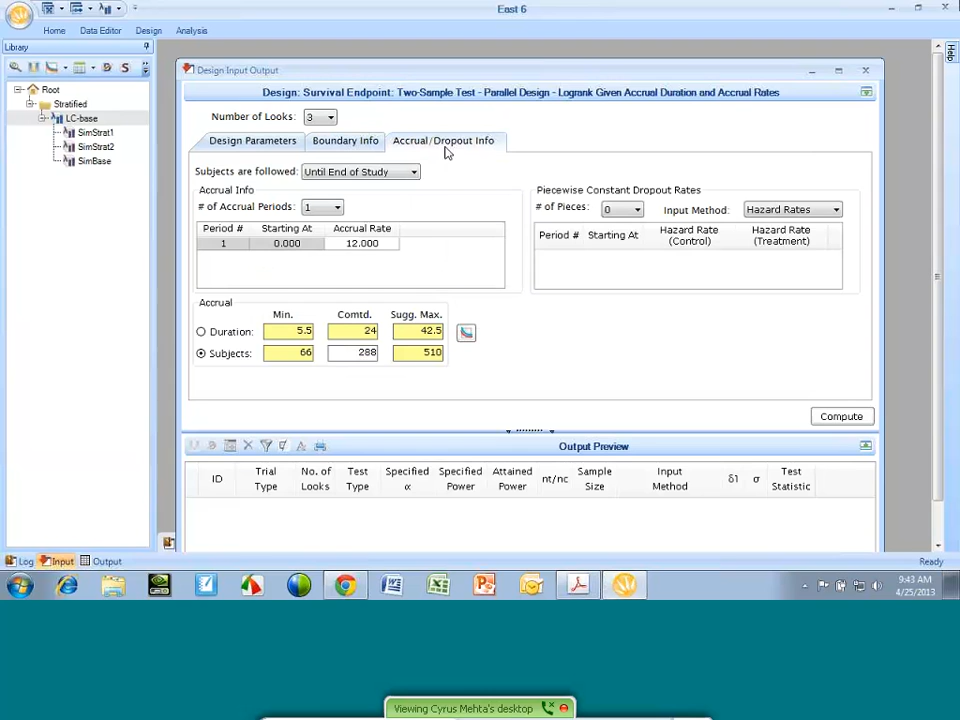 East 6
Home Data Editor Design Analysis
Library
Help
Root
Stratified
LC-base
SimStrat1
SimStrat2
SimBase
Design Input Output
Design: Survival Endpoint: Two-Sample Test - Parallel Design - Logrank Given Accrual Duration and Accrual Rates
Number of Looks: 3
Design Parameters Boundary Info Accrual/Dropout Info
Subjects are followed: Until End of Study
Accrual Info
# of Accrual Periods: 1
Period # Starting At Accrual Rate
1 0.000 12.000
Piecewise Constant Dropout Rates
# of Pieces: 0 Input Method: Hazard Rates
Period # Starting At Hazard Rate (Control) Hazard Rate (Treatment)
Accrual
Min. Comtd. Sugg. Max.
Duration: 5.5 24 42.5
Subjects: 66 288 510
Compute
Output Preview
ID Trial Type No. of Looks Test Type Specified α Specified Power Attained Power nt/nc Sample Size Input Method δ1 σ Test Statistic
Log Input Output Ready
9:43 AM
4/25/2013
Viewing Cyrus Mehta's desktop